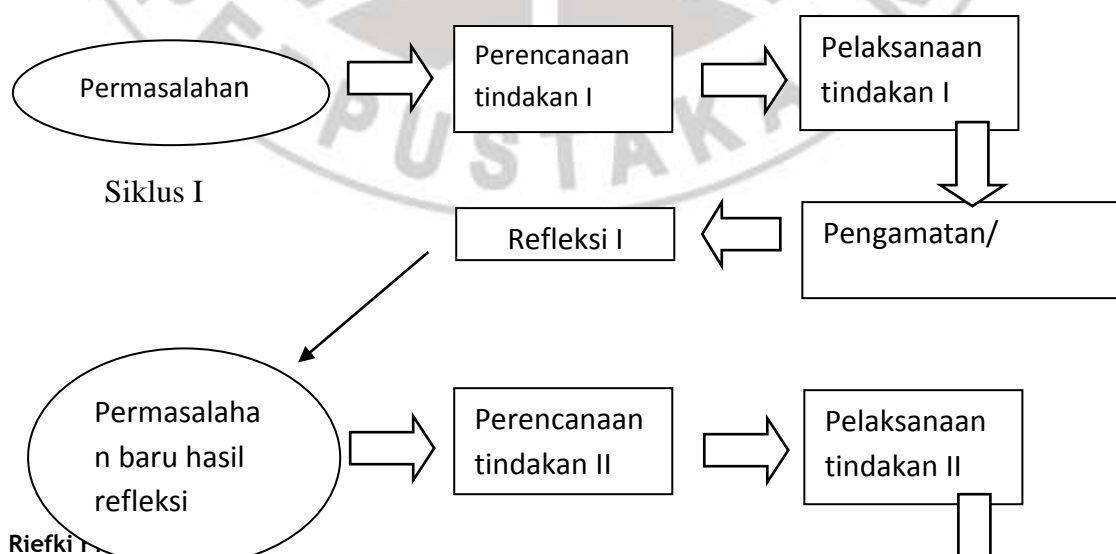 Permasalahan
Perencanaan
tindakan I
Pelaksanaan
tindakan I
Siklus I
Refleksi I
Pengamatan/
Permasalaha
n baru hasil
refleksi
Perencanaan
tindakan II
Pelaksanaan
tindakan II
Riefki
PUSTAKA